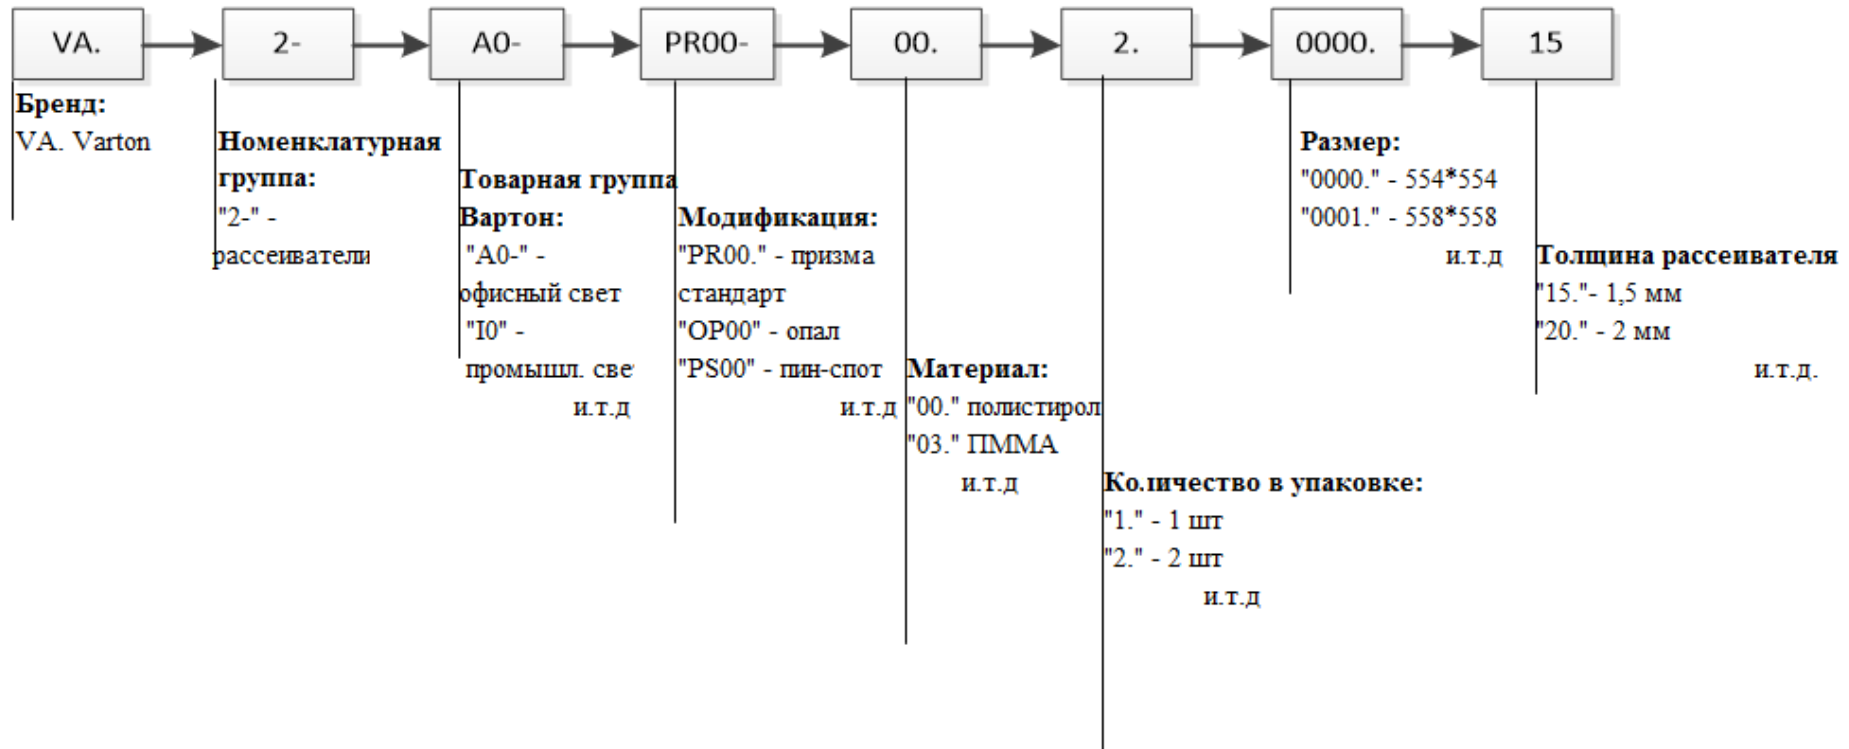 VA. 2- A0- PR00- 00. 2. 0000. 15
Бренд:
VA. Varton
Номенклатурная
группа:
"2-" -
рассеиватели
Товарная группа
Вартон:
"A0-" -
офисный свет
"I0" -
промышл. све
и.т.д
Модификация:
"PR00." - призма
стандарт
"OP00" - опал
"PS00" - пин-спот
и.т.д
Материал:
"00." полистирол
"03." ПММА
и.т.д
Количество в упаковке:
"1." - 1 шт
"2." - 2 шт
и.т.д
Размер:
"0000." - 554*554
"0001." - 558*558
и.т.д
Толщина рассеивателя
"15."- 1,5 мм
"20." - 2 мм
и.т.д.